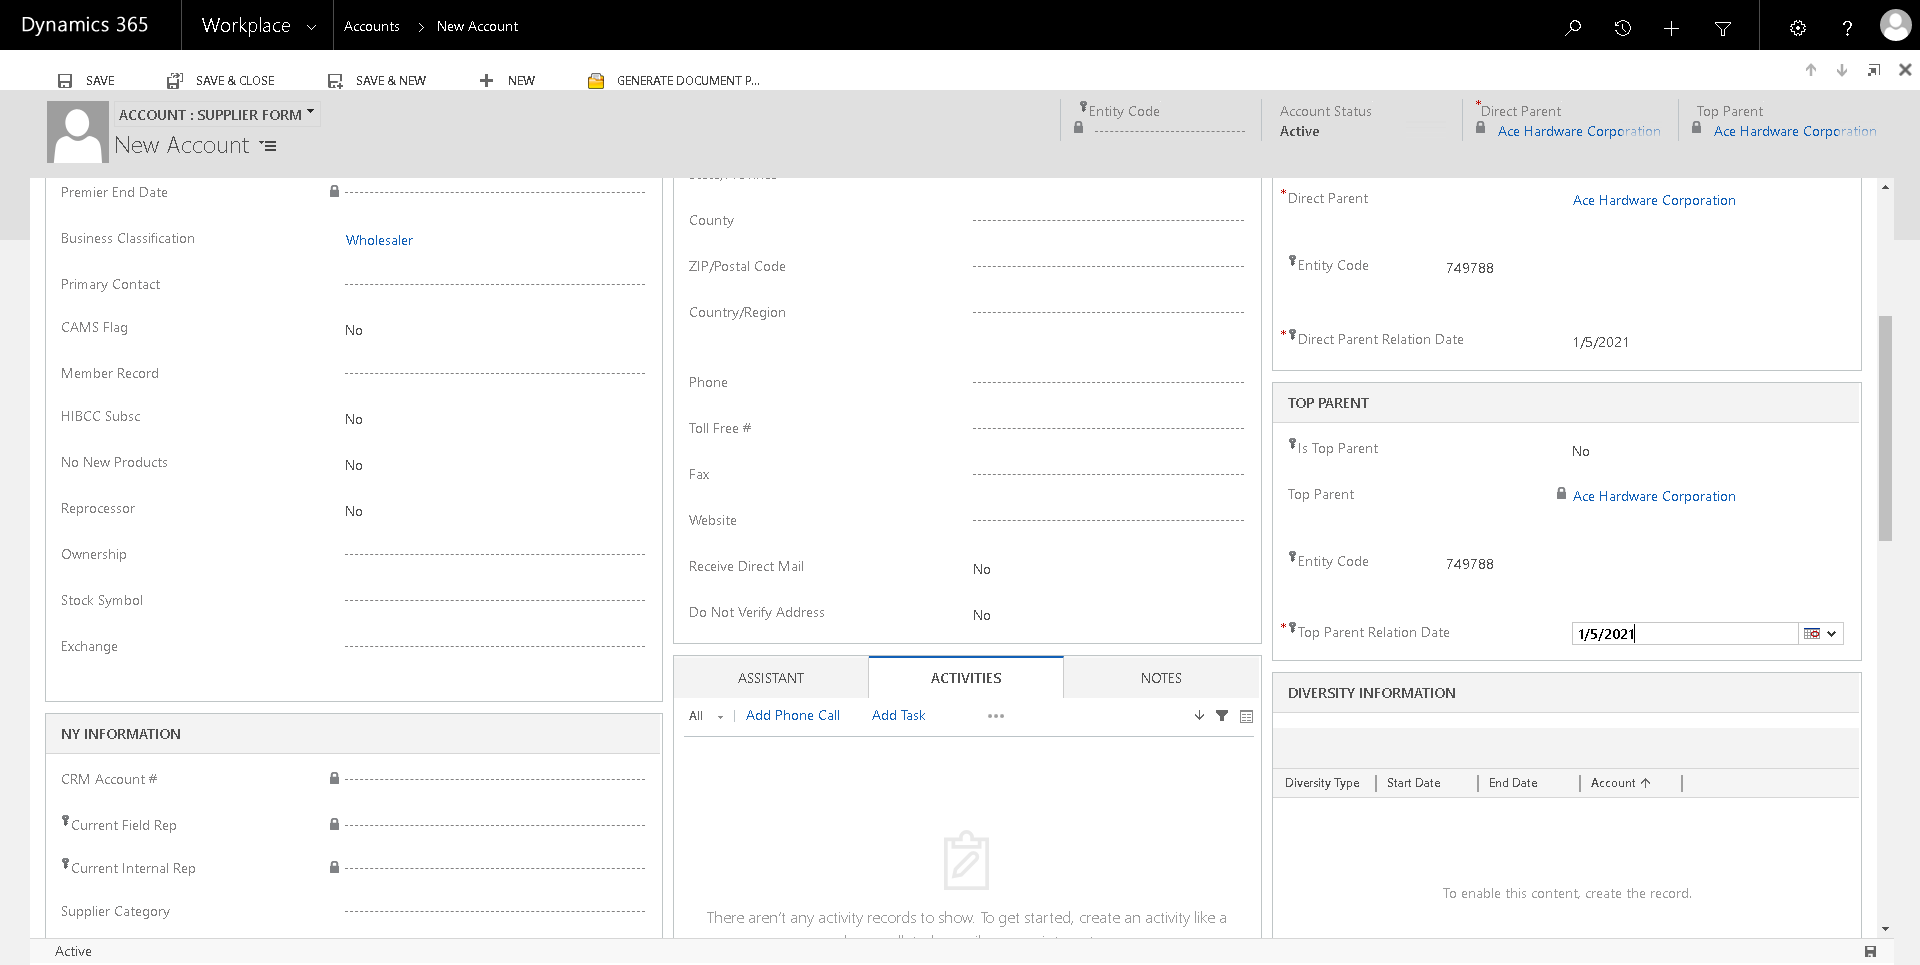 Dynamics 365
Workplace
Accounts > New Account
?
SAVE
SAVE & CLOSE
SAVE & NEW
NEW
GENERATE DOCUMENT P...
ACCOUNT : SUPPLIER FORM
New Account
Entity Code
Account Status
Active
*Direct Parent
Ace Hardware Corporation
Top Parent
Ace Hardware Corporation
Premier End Date
Business Classification
Wholesaler
Primary Contact
CAMS Flag
No
Member Record
HIBCC Subsc
No
No New Products
No
Reprocessor
No
Ownership
Stock Symbol
Exchange
NY INFORMATION
CRM Account #
Current Field Rep
Current Internal Rep
Supplier Category
County
ZIP/Postal Code
Country/Region
Phone
Toll Free #
Fax
Website
Receive Direct Mail
No
Do Not Verify Address
No
ASSISTANT
ACTIVITIES
NOTES
All
Add Phone Call
Add Task
There aren't any activity records to show. To get started, create an activity like a
*Direct Parent
Ace Hardware Corporation
Entity Code
749788
*Direct Parent Relation Date
1/5/2021
TOP PARENT
Is Top Parent
No
Top Parent
Ace Hardware Corporation
Entity Code
749788
*Top Parent Relation Date
1/5/2021
DIVERSITY INFORMATION
Diversity Type
Start Date
End Date
Account
To enable this content, create the record.
Active